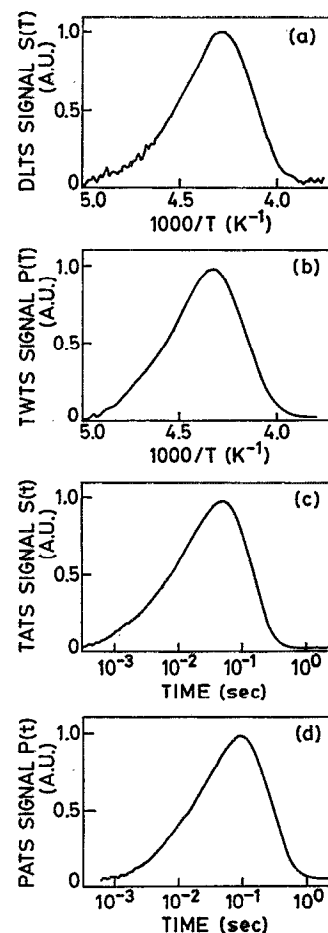 DLTS SIGNAL S(T)
(A.U.)
1.0
0.5
0
(a)
5.0 4.5 4.0
1000/T (K⁻¹)
TWTS SIGNAL P(T)
(A.U.)
1.0
0.5
0
(b)
5.0 4.5 4.0
1000/T (K⁻¹)
TATS SIGNAL S(t)
(A.U.)
1.0
0.5
0
(c)
10⁻³ 10⁻² 10⁻¹ 10⁰
TIME (sec)
PATS SIGNAL P(t)
(A.U.)
1.0
0.5
0
(d)
10⁻³ 10⁻² 10⁻¹ 10⁰
TIME (sec)